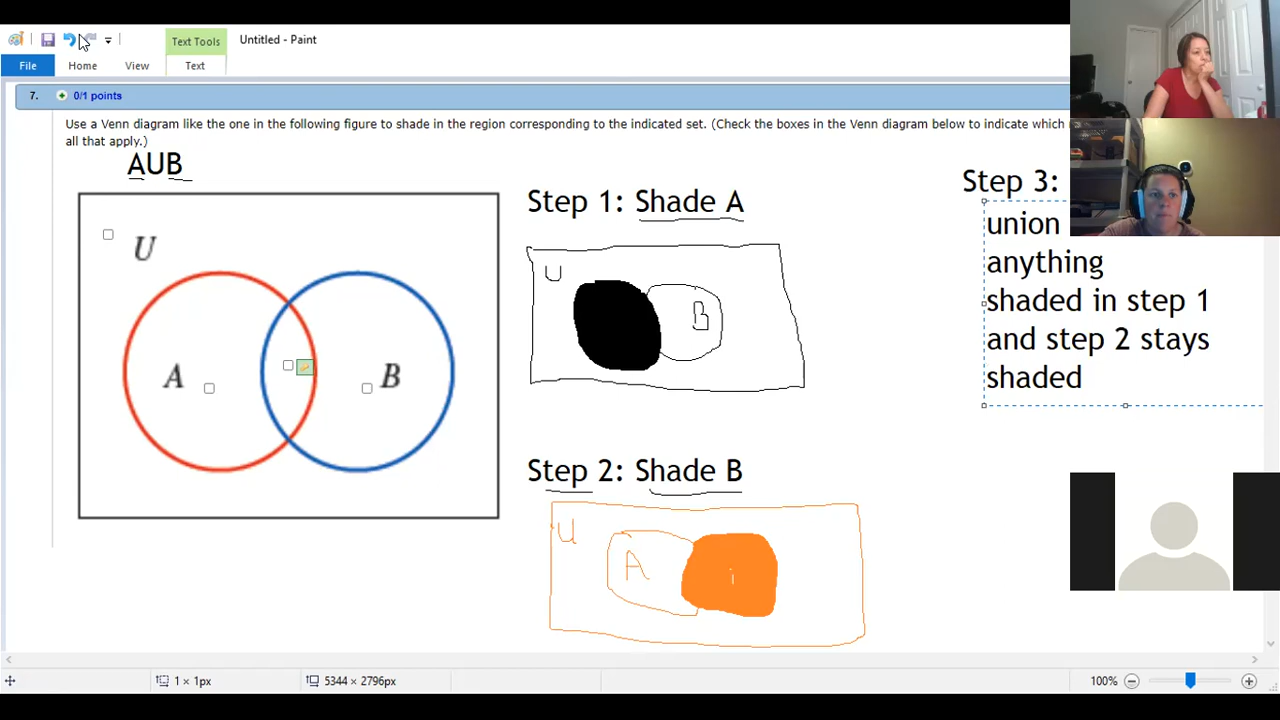 Untitled - Paint
Text Tools
File
Home
View
Text
7.
0/1 points
Use a Venn diagram like the one in the following figure to shade in the region corresponding to the indicated set. (Check the boxes in the Venn diagram below to indicate which
all that apply.)
AUB
U
A
B
Step 1: Shade A
U
B
Step 2: Shade B
U
A
Step 3:
union
anything
shaded in step 1
and step 2 stays
shaded
1 × 1px
5344 × 2796px
100%